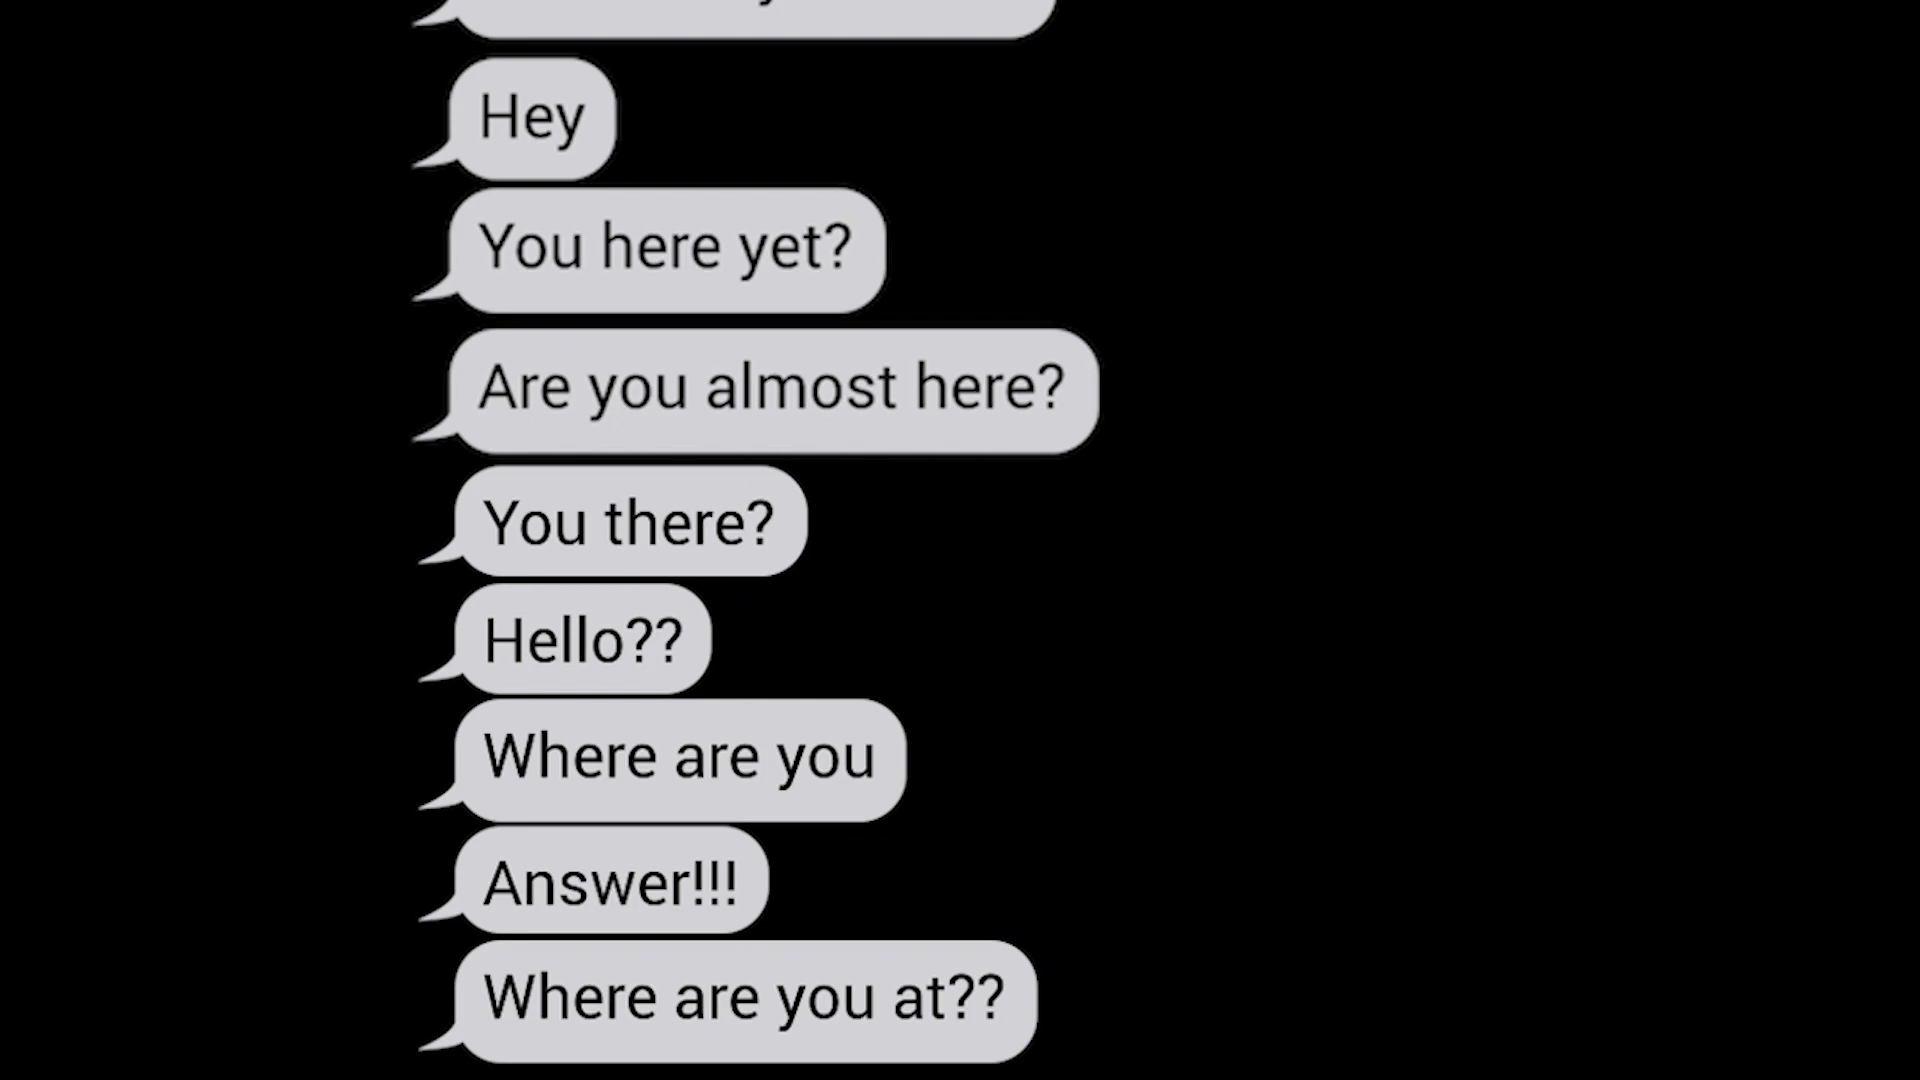 Hey
You here yet?
Are you almost here?
You there?
Hello??
Where are you
Answer!!!
Where are you at??